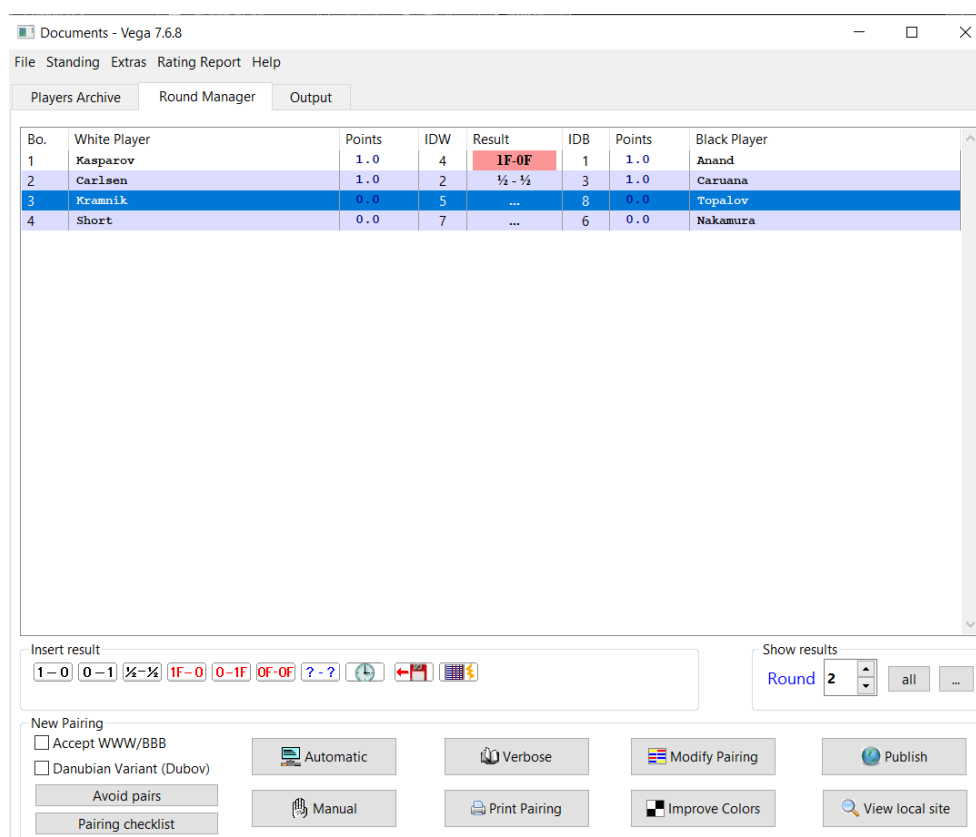 Documents - Vega 7.6.8
File Standing Extras Rating Report Help
Players Archive Round Manager Output
Bo. White Player Points IDW Result IDB Points Black Player
1 Kasparov 1.0 4 1F-0F 1 1.0 Anand
2 Carlsen 1.0 2 ½ - ½ 3 1.0 Caruana
3 Kramnik 0.0 5 ... 8 0.0 Topalov
4 Short 0.0 7 ... 6 0.0 Nakamura
Insert result Show results
1 – 0 0 – 1 ½-½ 1F– 0 0 –1F 0F-0F ? - ? Round 2 all ...
New Pairing
Accept WWW/BBB
Automatic Verbose Modify Pairing Publish
Danubian Variant (Dubov)
Avoid pairs
Manual Print Pairing Improve Colors View local site
Pairing checklist